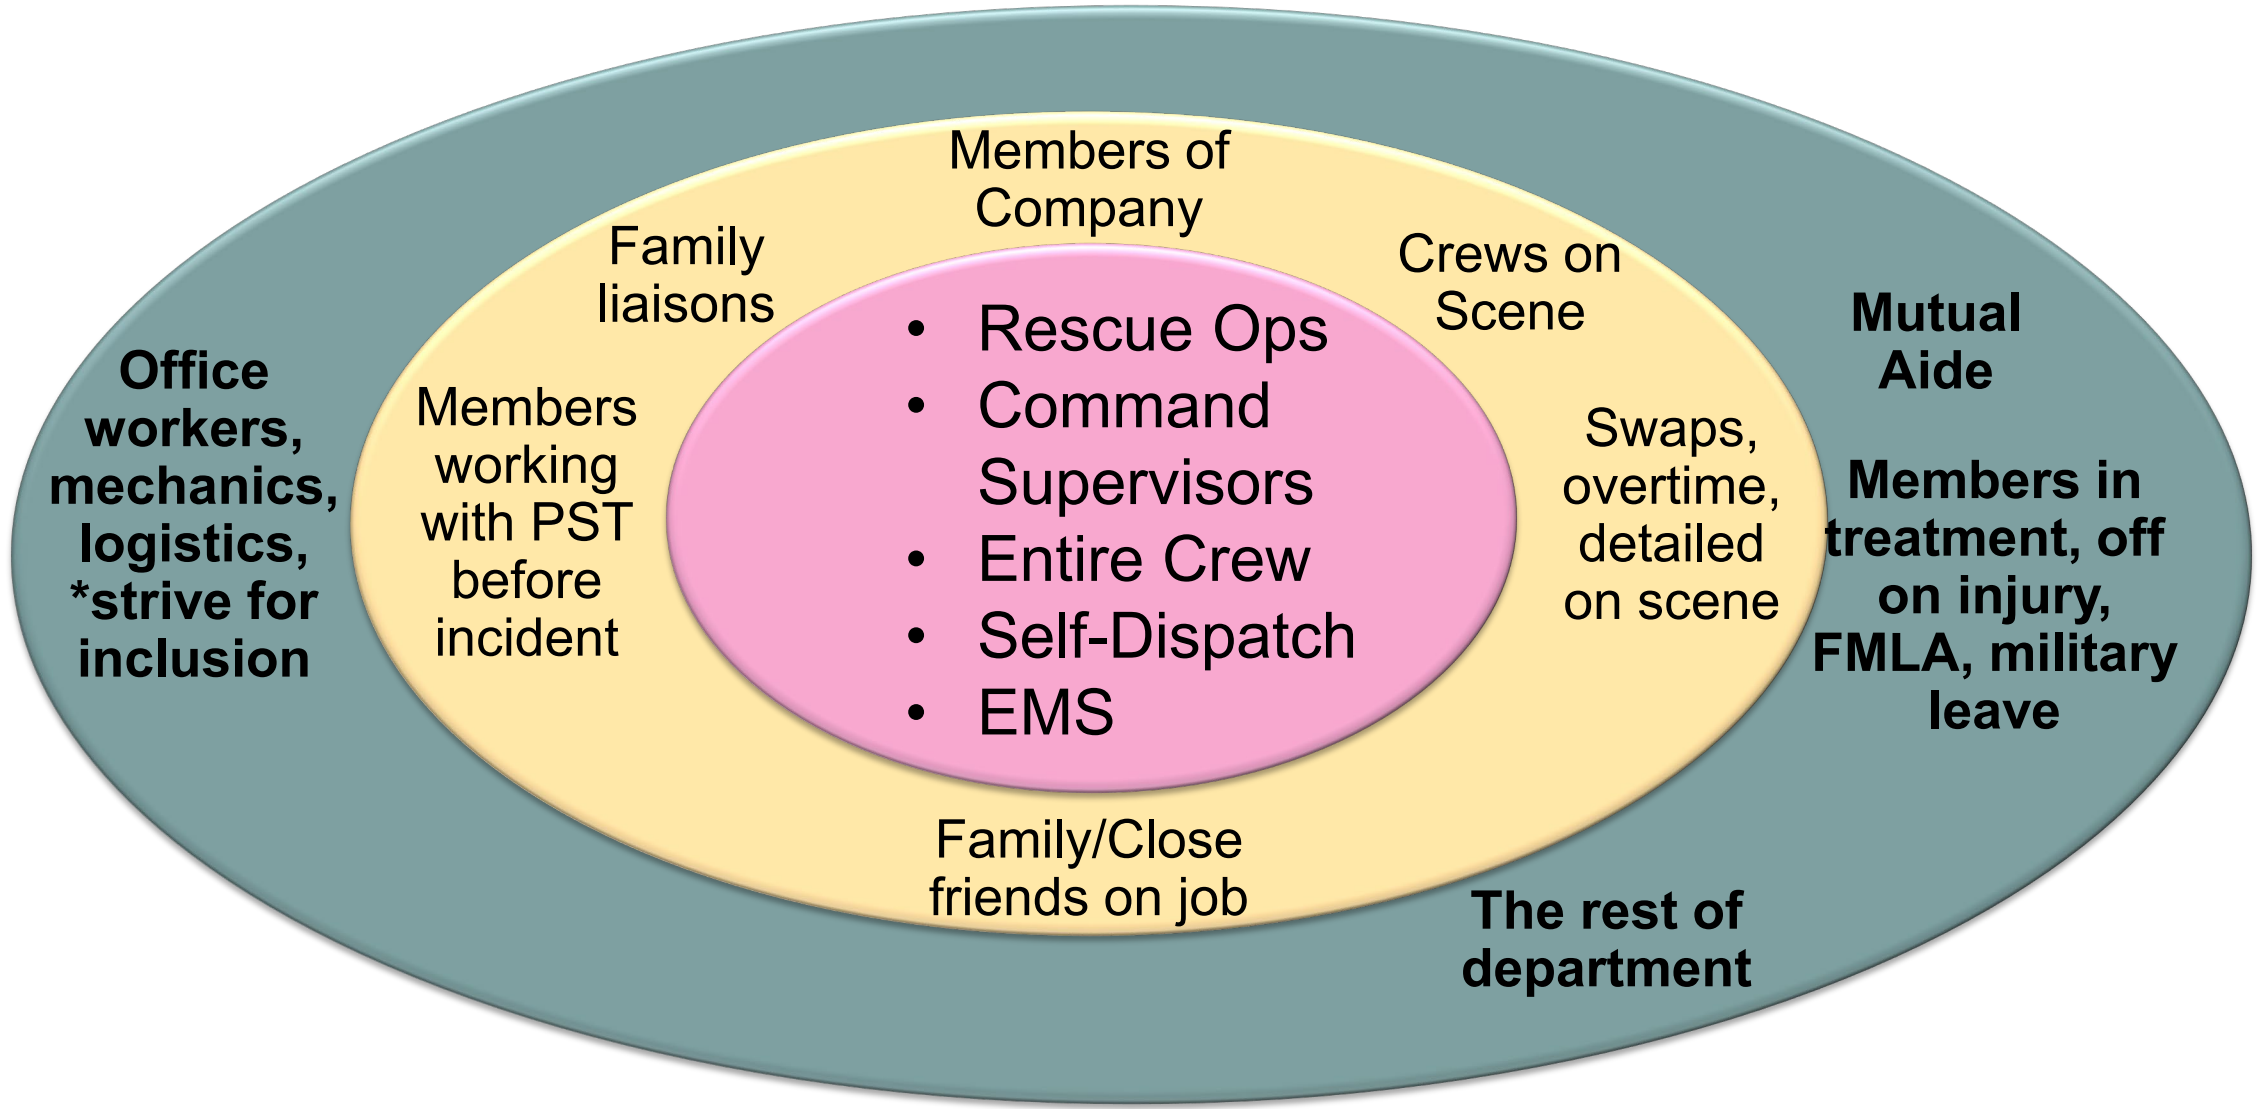 Members of
Company
Family
liaisons
Crews on
Scene
• Rescue Ops
• Command
Supervisors
• Entire Crew
• Self-Dispatch
• EMS
Mutual
Aide
Office
workers,
mechanics,
logistics,
*strive for
inclusion
Members
working
with PST
before
incident
Swaps,
overtime,
detailed
on scene
Members in
treatment, off
on injury,
FMLA, military
leave
Family/Close
friends on job
The rest of
department